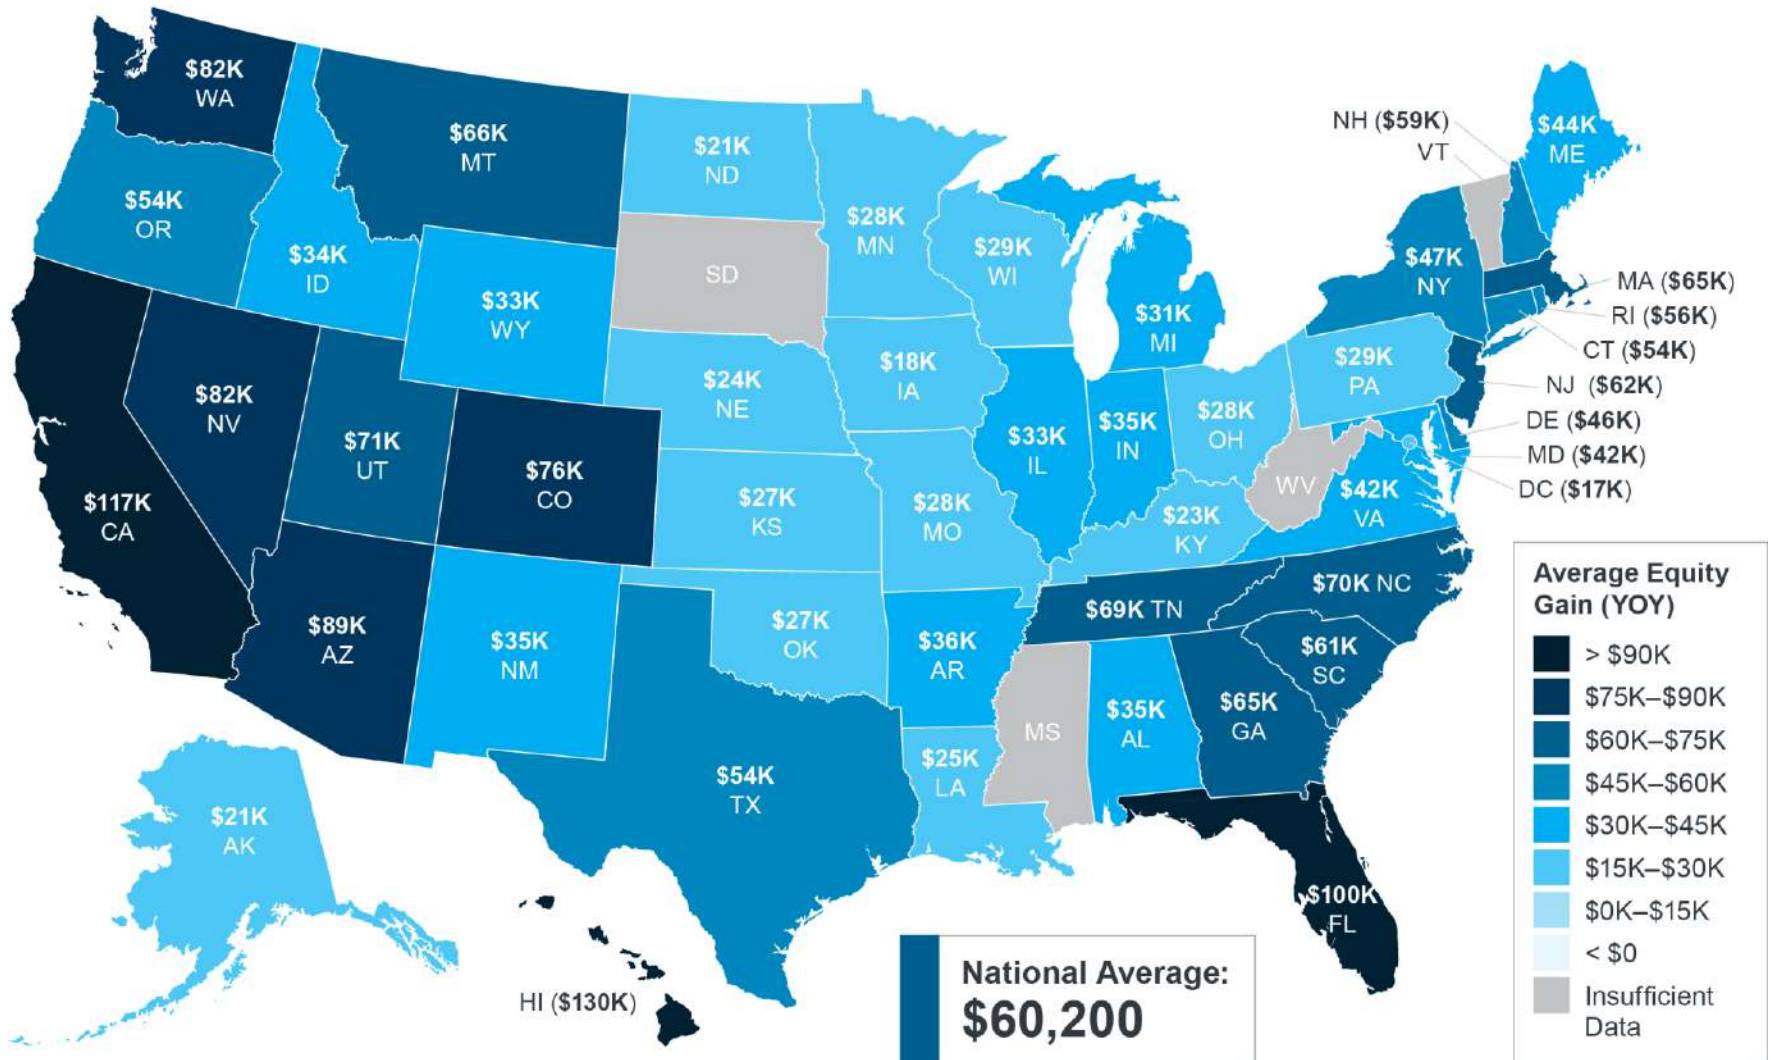 $82K
WA
$66K
MT
$21K
ND
$54K
OR
$34K
ID
$33K
WY
SD
$28K
MN
$29K
WI
$31K
MI
NH ($59K)
VT
$44K
ME
$47K
NY
MA ($65K)
RI ($56K)
CT ($54K)
NJ ($62K)
DE ($46K)
MD ($42K)
DC ($17K)
$82K
NV
$71K
UT
$76K
CO
$24K
NE
$18K
IA
$33K
IL
$35K
IN
$28K
OH
$29K
PA
WV
$42K
VA
$117K
CA
$27K
KS
$28K
MO
$23K
KY
$70K NC
$69K TN
$89K
AZ
$35K
NM
$27K
OK
$36K
AR
$61K
SC
$65K
GA
$35K
AL
MS
$25K
LA
$54K
TX
$21K
AK
$100K
FL
HI ($130K)
National Average:
$60,200
Average Equity
Gain (YOY)
> $90K
$75K–$90K
$60K–$75K
$45K–$60K
$30K–$45K
$15K–$30K
$0K–$15K
< $0
Insufficient
Data